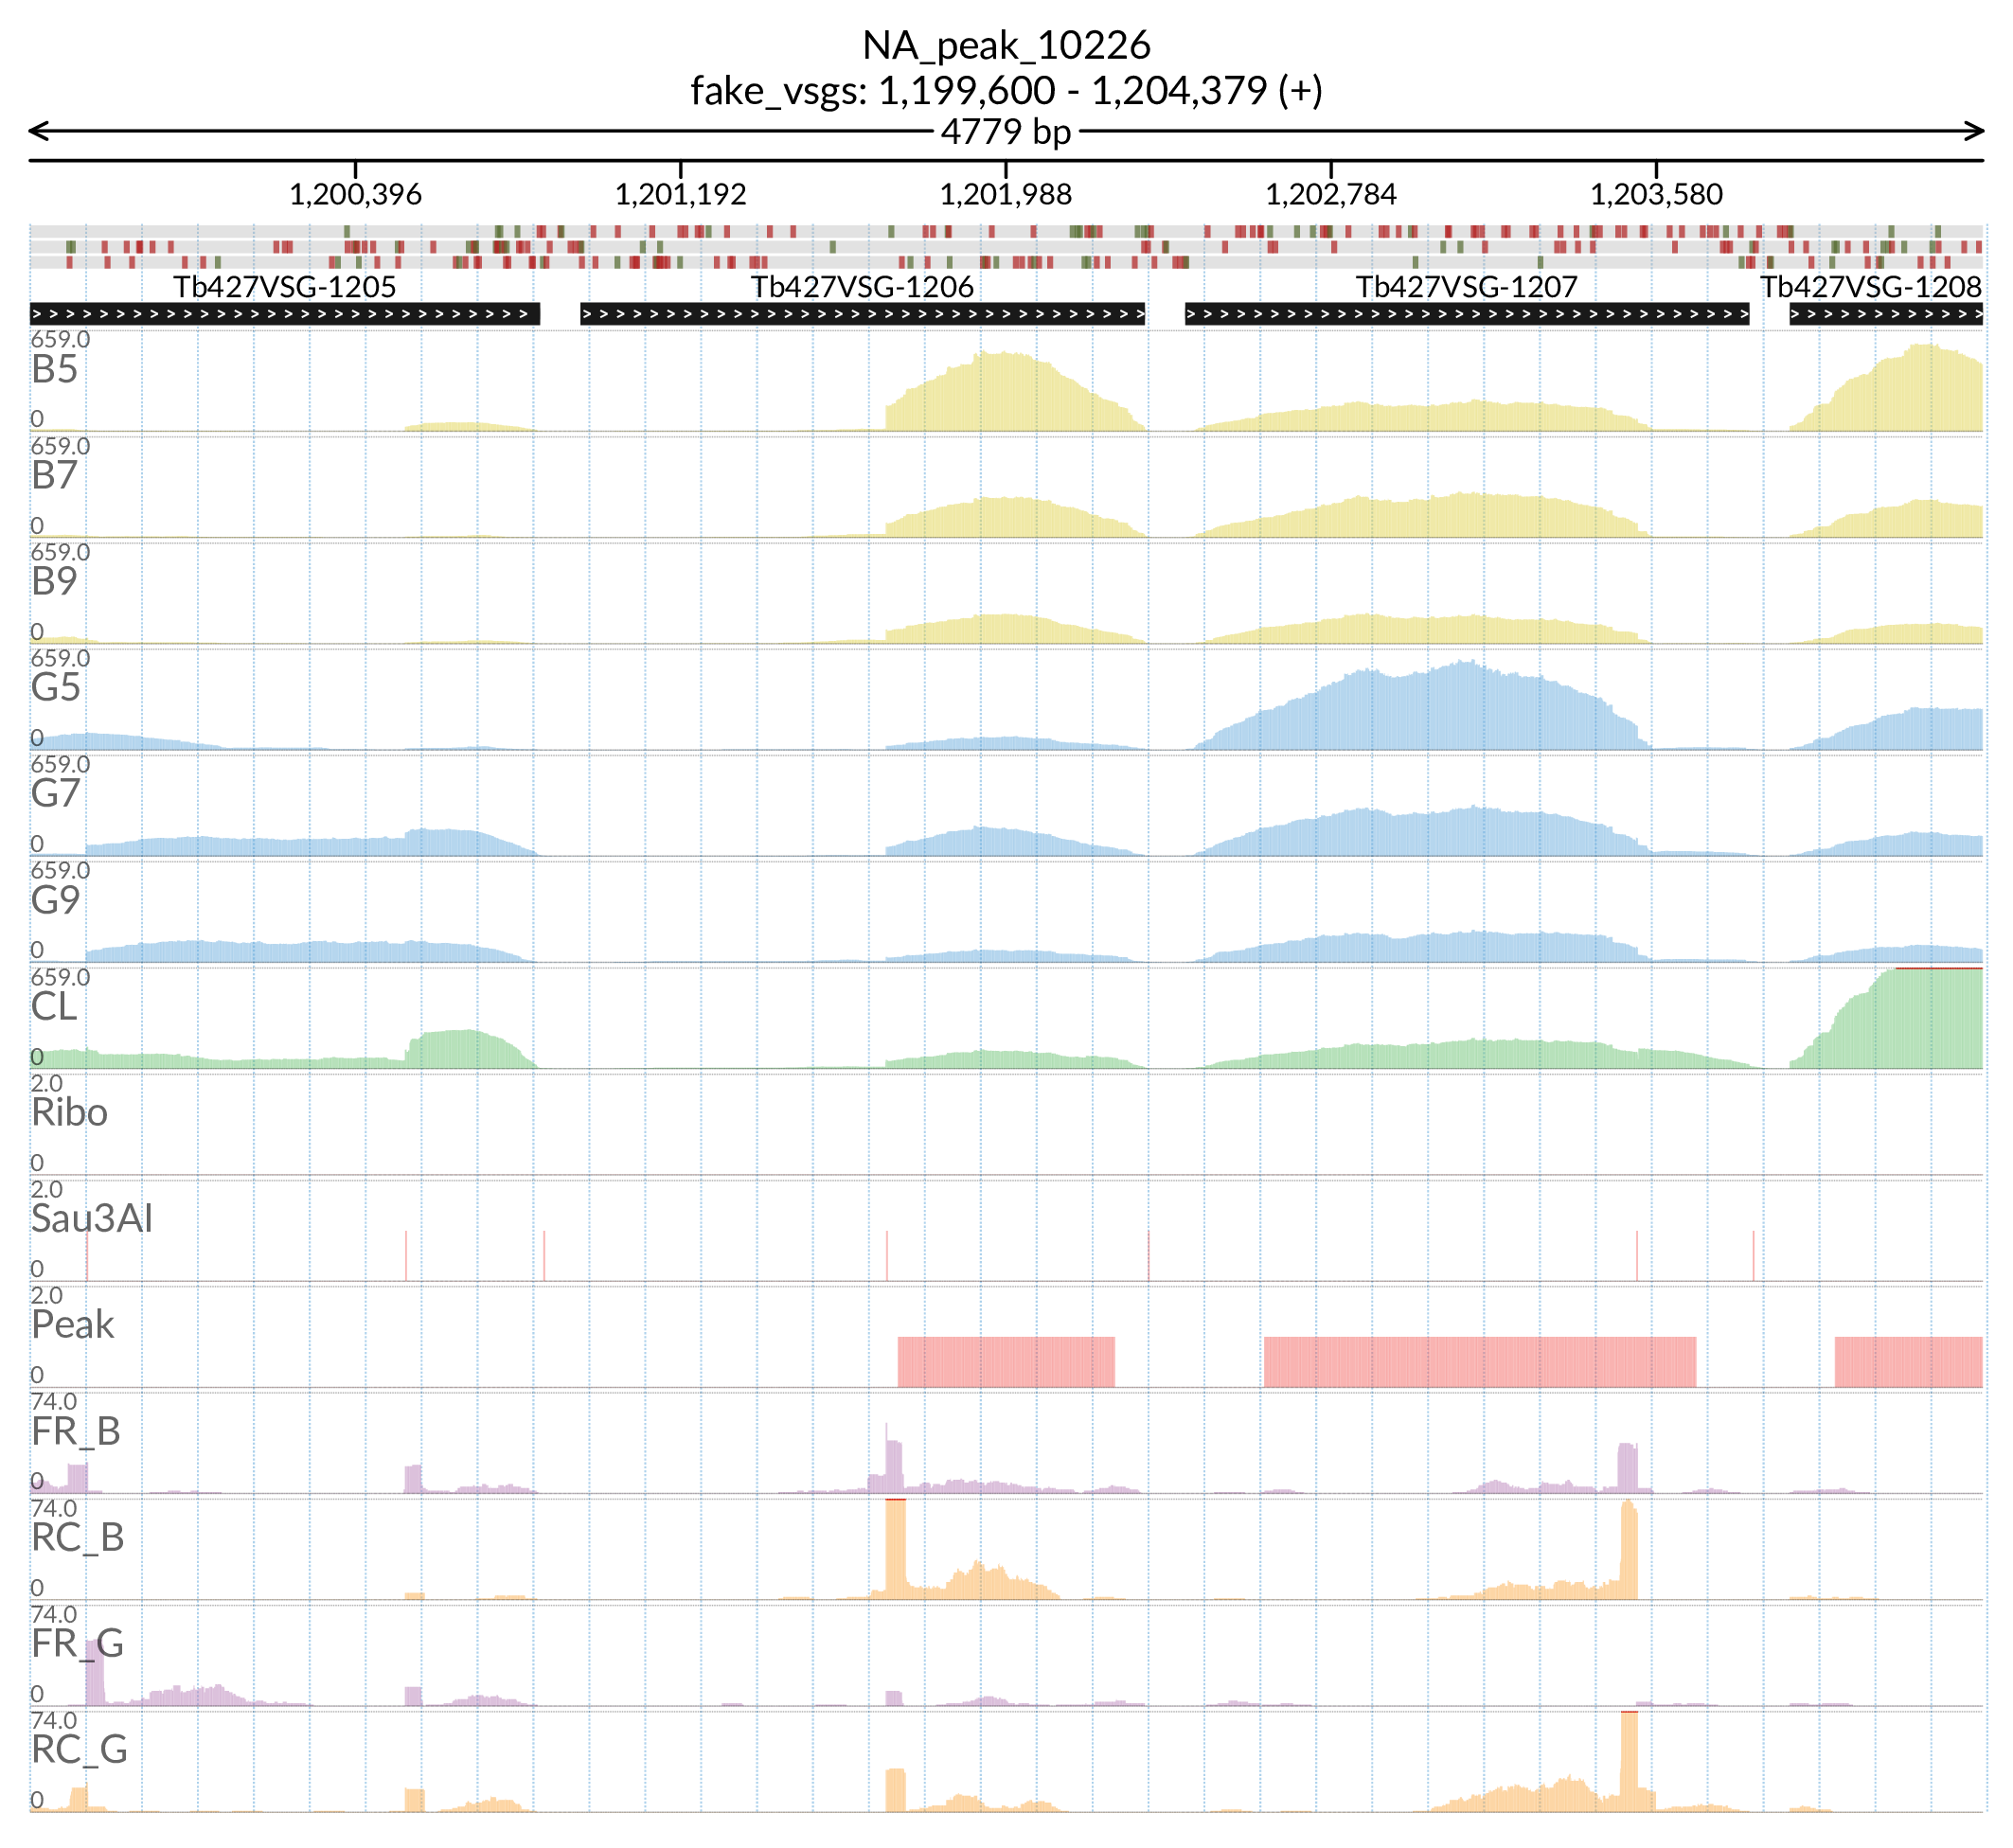 NA_peak_10226
fake_vsgs: 1,199,600 - 1,204,379 (+)
4779 bp
1,200,396 1,201,192 1,201,988 1,202,784 1,203,580
Tb427VSG-1205 Tb427VSG-1206 Tb427VSG-1207 Tb427VSG-1208
659.0
B5
0
659.0
B7
0
659.0
B9
0
659.0
G5
0
659.0
G7
0
659.0
G9
0
659.0
CL
0
2.0
Ribo
0
2.0
Sau3AI
0
2.0
Peak
0
74.0
FR_B
0
74.0
RC_B
0
74.0
FR_G
0
74.0
RC_G
0